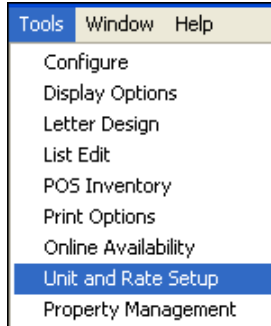 Tools Window Help
Configure
Display Options
Letter Design
List Edit
POS Inventory
Print Options
Online Availability
Unit and Rate Setup
Property Management